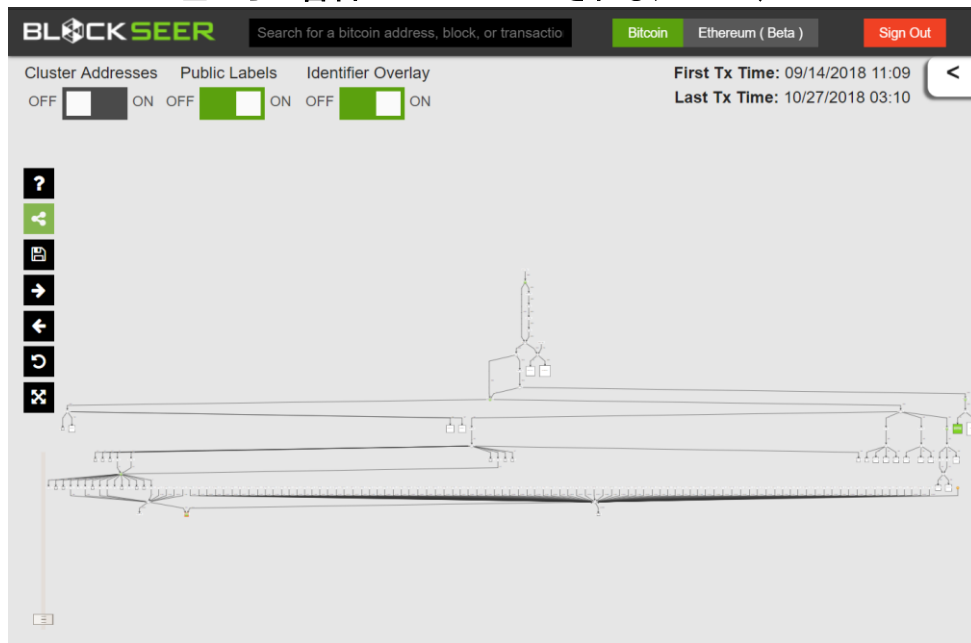 BLOCKSEER
Search for a bitcoin address, block, or transactio
Bitcoin
Ethereum ( Beta )
Sign Out
Cluster Addresses Public Labels Identifier Overlay
OFF ON OFF ON OFF ON
First Tx Time: 09/14/2018 11:09
Last Tx Time: 10/27/2018 03:10
<
?